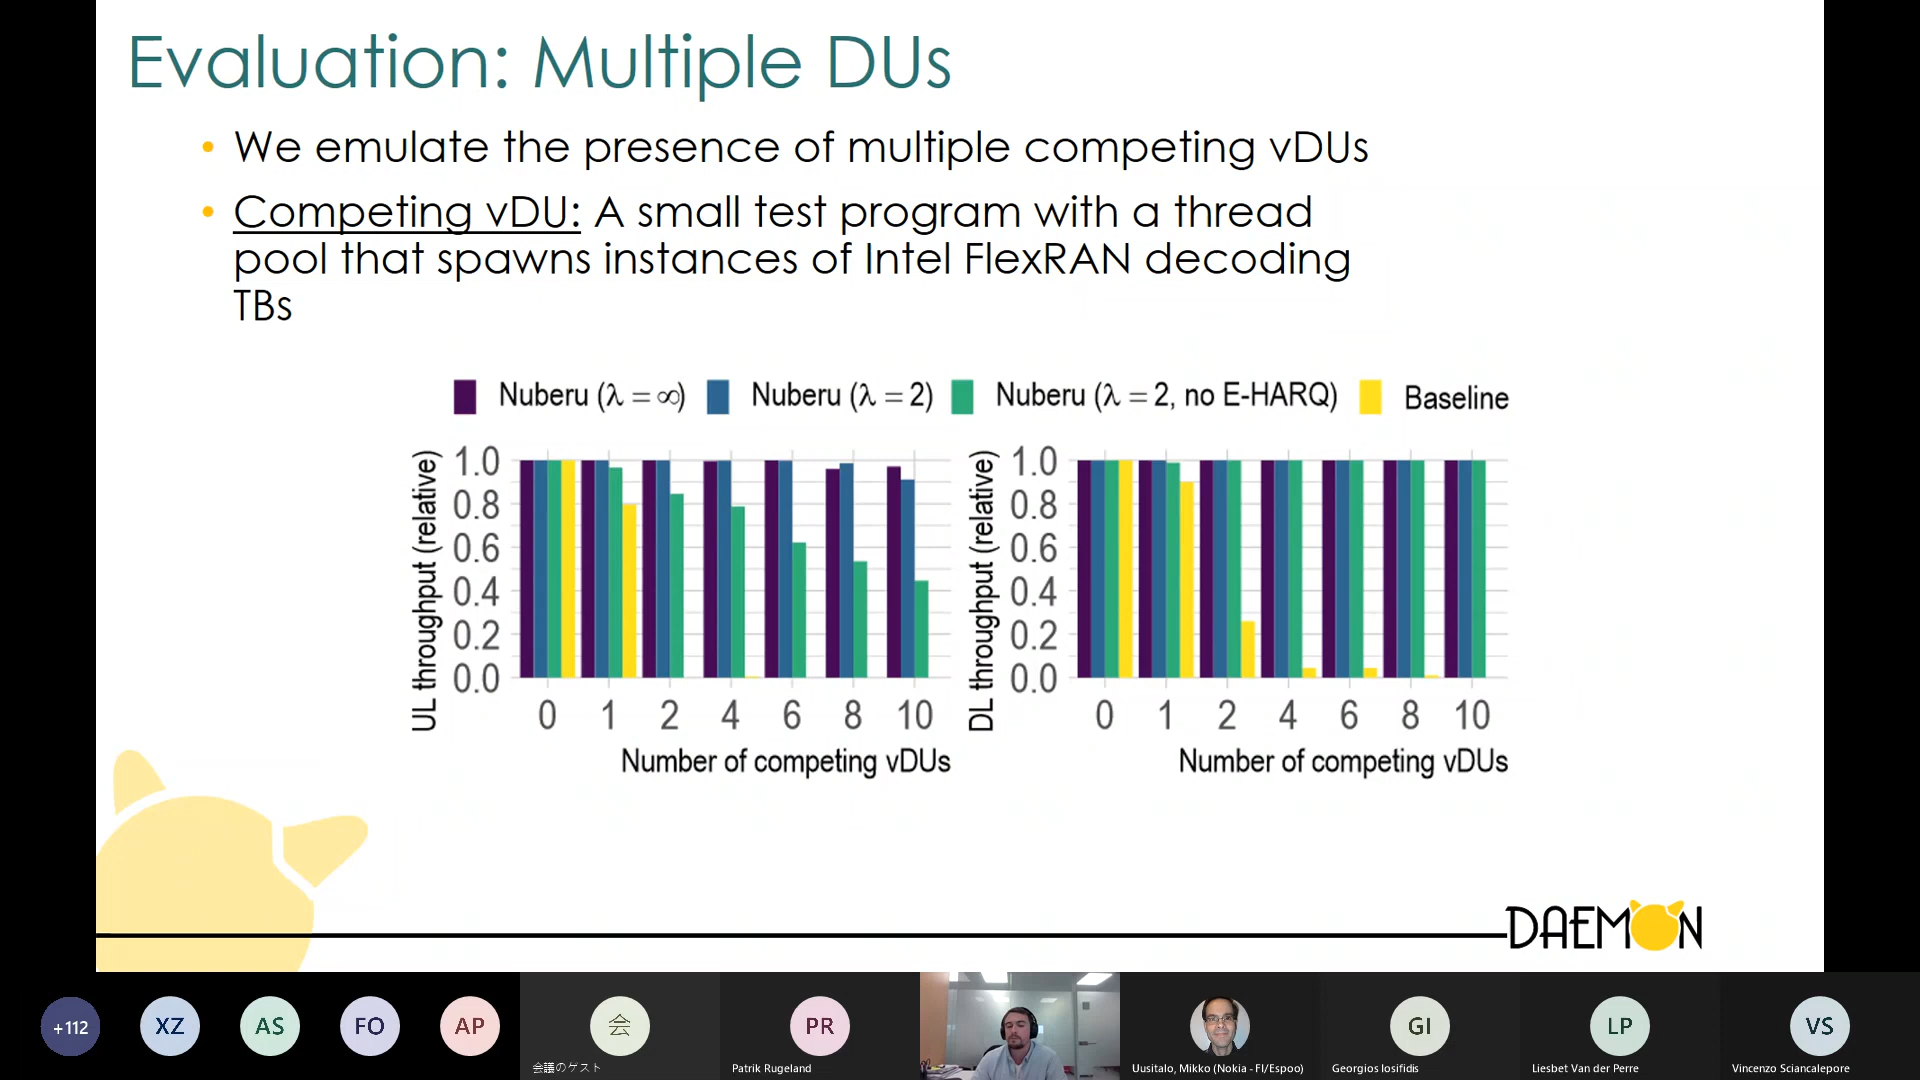 Evaluation: Multiple DUs
• We emulate the presence of multiple competing vDUs
• Competing vDU: A small test program with a thread
pool that spawns instances of Intel FlexRAN decoding
TBs
Nuberu (λ = ∞) Nuberu (λ = 2) Nuberu (λ = 2, no E-HARQ) Baseline
UL throughput (relative)
1.0
0.8
0.6
0.4
0.2
0.0
0 1 2 4 6 8 10
Number of competing vDUs
DL throughput (relative)
1.0
0.8
0.6
0.4
0.2
0.0
0 1 2 4 6 8 10
Number of competing vDUs
DAEMON
+112 XZ AS FO AP 会 PR GI LP VS
会議のゲスト Patrik Rugeland Uusitalo, Mikko (Nokia - FI/Espoo) Georgios Iosifidis Liesbet Van der Perre Vincenzo Sciancalepore